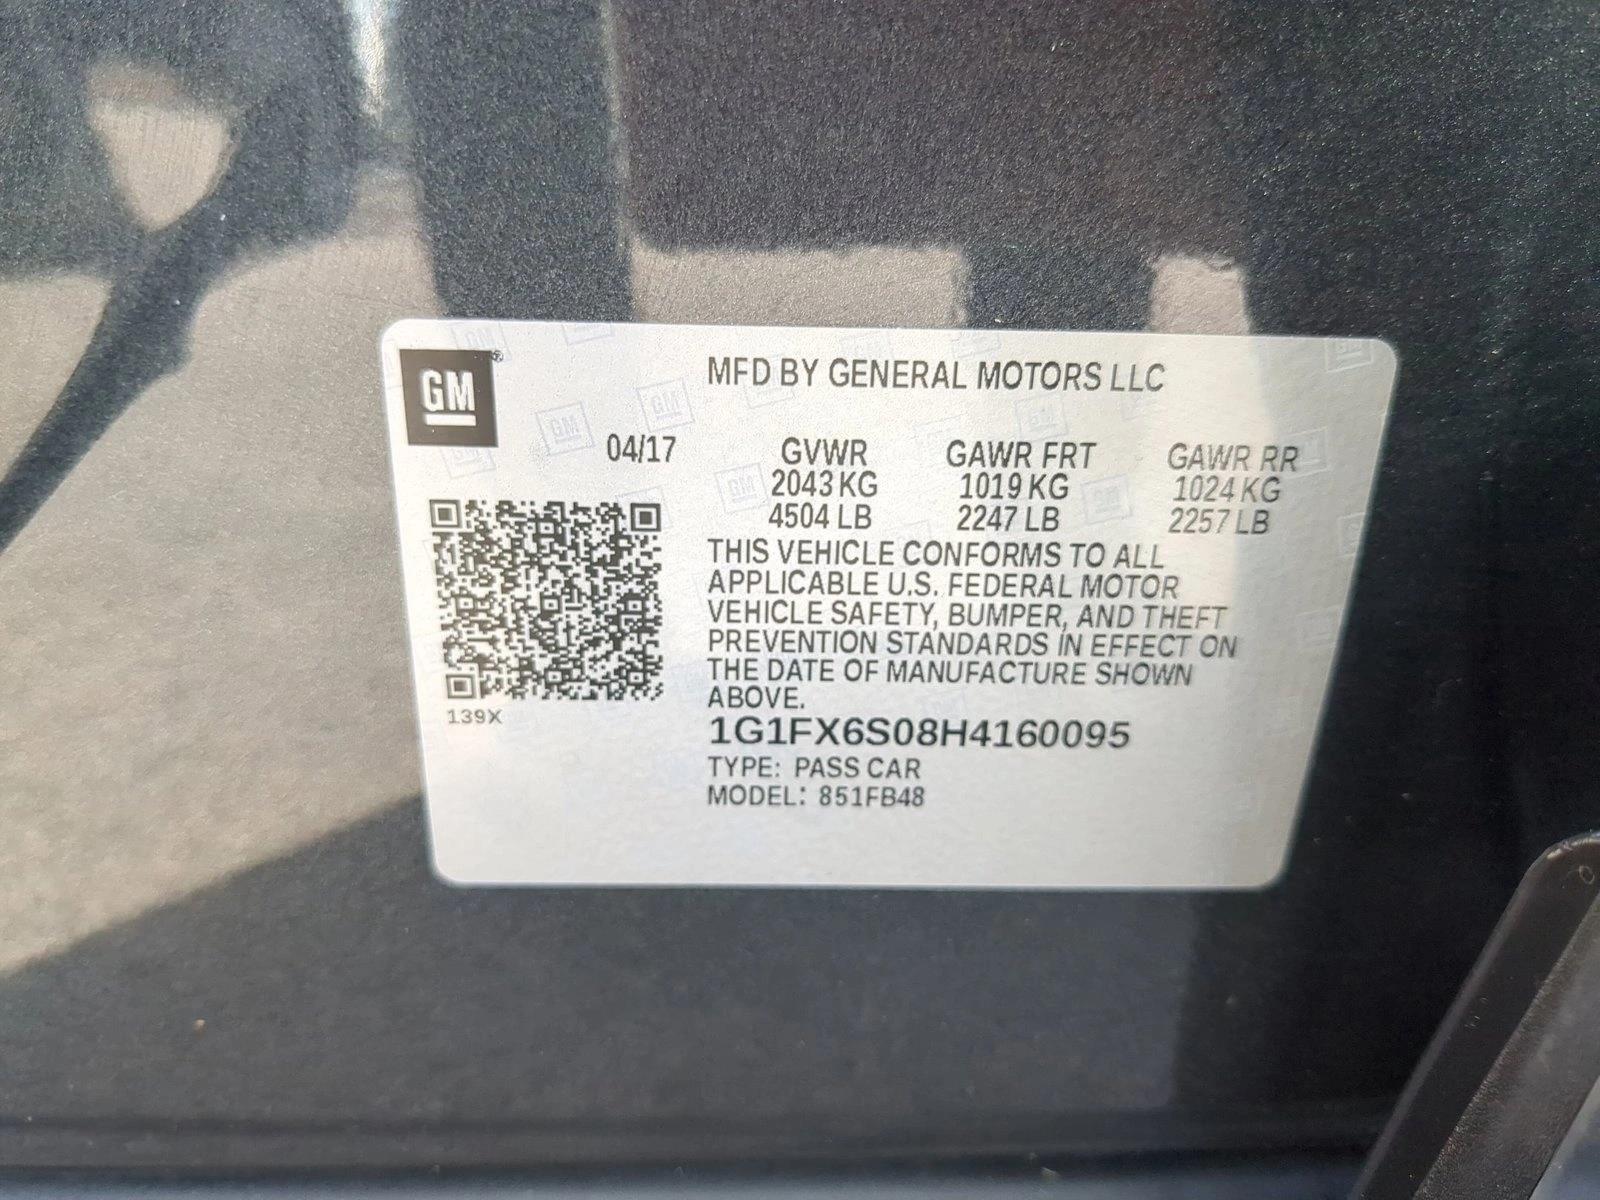 GM
MFD BY GENERAL MOTORS LLC
04/17 GVWR GAWR FRT GAWR RR
2043 KG 1019 KG 1024 KG
4504 LB 2247 LB 2257 LB
THIS VEHICLE CONFORMS TO ALL
APPLICABLE U.S. FEDERAL MOTOR
VEHICLE SAFETY, BUMPER, AND THEFT
PREVENTION STANDARDS IN EFFECT ON
THE DATE OF MANUFACTURE SHOWN
ABOVE.
139X
1G1FX6S08H4160095
TYPE: PASS CAR
MODEL: 851FB48